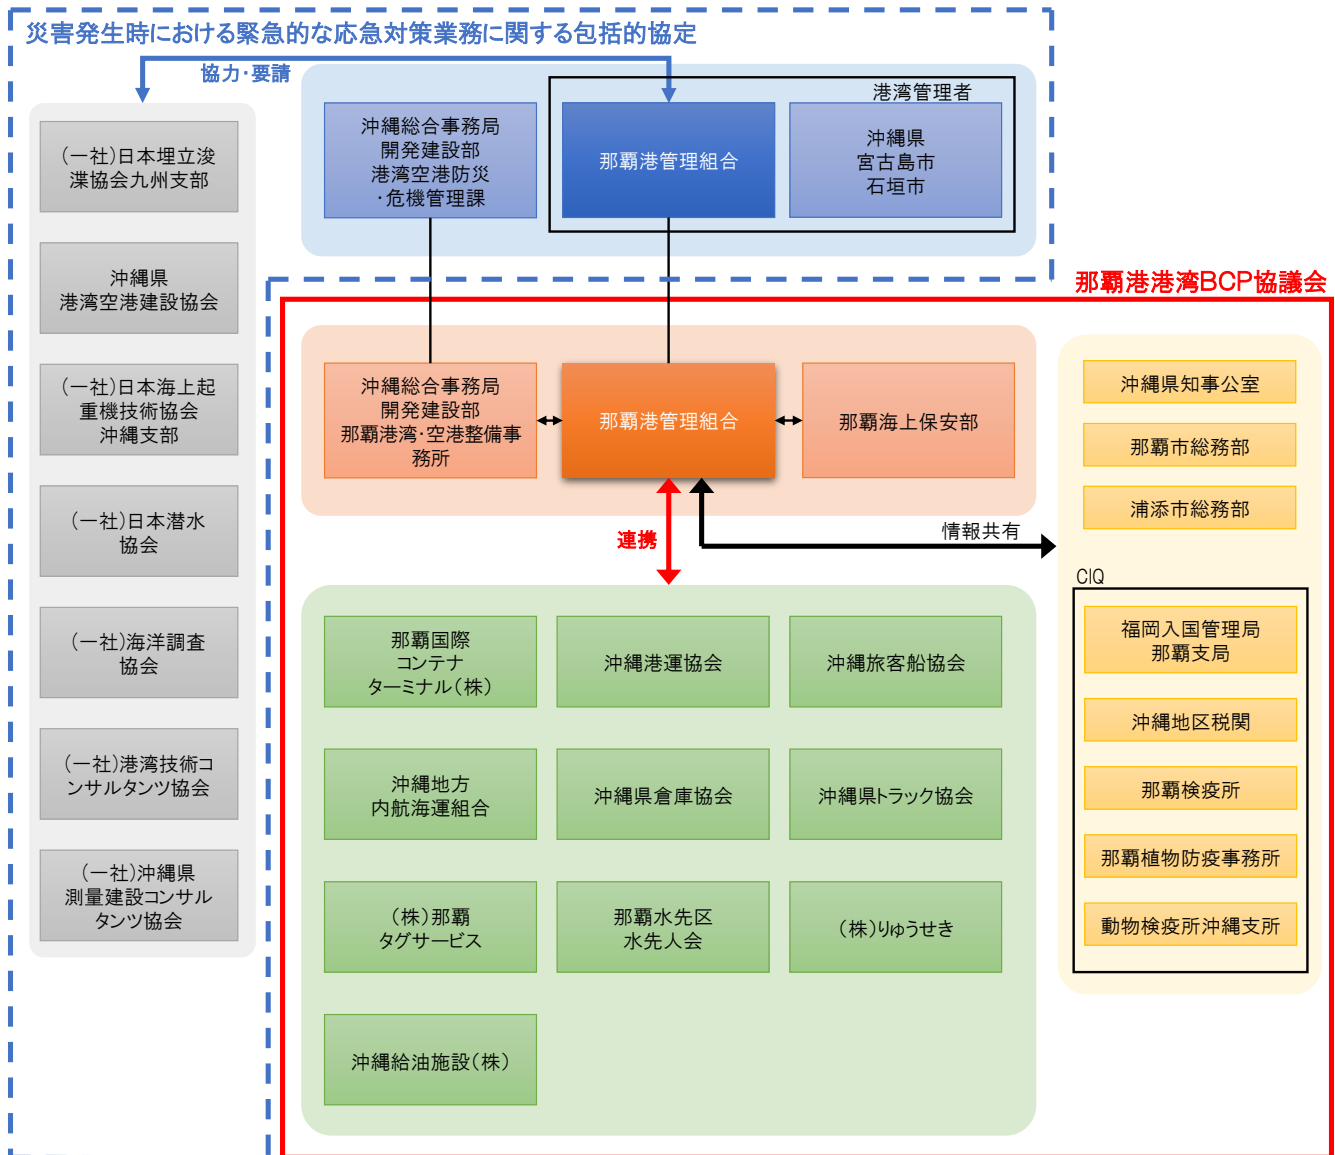 災害発生時における緊急的な応急対策業務に関する包括的協定
協力・要請
港湾管理者
沖縄総合事務局
開発建設部
港湾空港防災
・危機管理課
那覇港管理組合
沖縄県
宮古島市
石垣市
(一社)日本埋立浚
渫協会九州支部
沖縄県
港湾空港建設協会
(一社)日本海上起
重機技術協会
沖縄支部
(一社)日本潜水
協会
(一社)海洋調査
協会
(一社)港湾技術コ
ンサルタンツ協会
(一社)沖縄県
測量建設コンサル
タンツ協会
那覇港港湾BCP協議会
沖縄総合事務局
開発建設部
那覇港湾・空港整備事
務所
那覇港管理組合
那覇海上保安部
連携
情報共有
那覇国際
コンテナ
ターミナル(株)
沖縄港運協会
沖縄旅客船協会
沖縄地方
内航海運組合
沖縄県倉庫協会
沖縄県トラック協会
(株)那覇
タグサービス
那覇水先区
水先人会
(株)りゅうせき
沖縄給油施設(株)
沖縄県知事公室
那覇市総務部
浦添市総務部
CIQ
福岡入国管理局
那覇支局
沖縄地区税関
那覇検疫所
那覇植物防疫事務所
動物検疫所沖縄支所